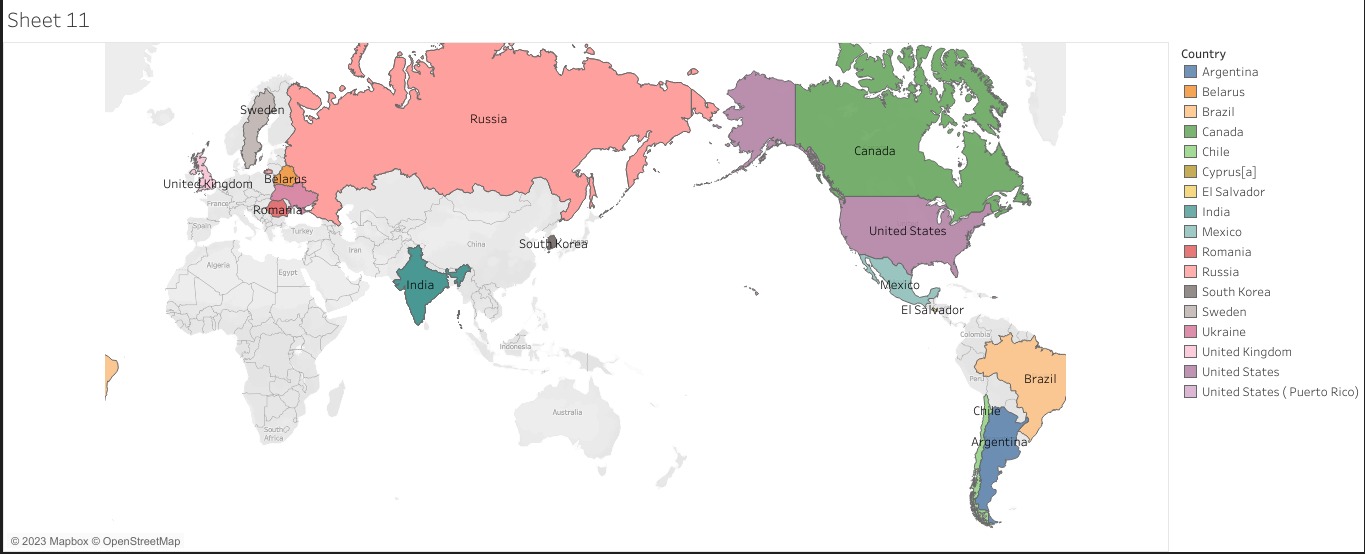 Sheet 11
Country
Argentina
Belarus
Brazil
Canada
Chile
Cyprus[a]
El Salvador
India
Mexico
Romania
Russia
South Korea
Sweden
Ukraine
United Kingdom
United States
United States ( Puerto Rico)
Sweden
Russia
Canada
United Kingdom
Belarus
France
Romania
Spain
Turkey
United States
China
South Korea
Iran
Algeria
Egypt
India
Mexico
El Salvador
Colombia
Indonesia
Peru
Brazil
Australia
Chile
South
Africa
Argentina
© 2023 Mapbox © OpenStreetMap